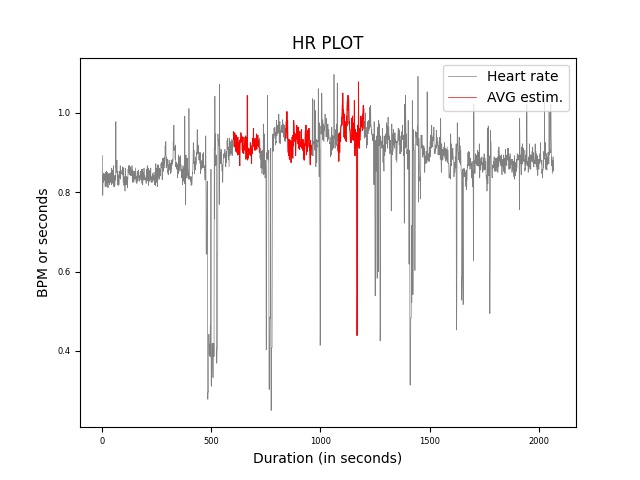 HR PLOT
Heart rate
AVG estim.
1.0
0.8
0.6
0.4
BPM or seconds
0
500
1000
1500
2000
Duration (in seconds)